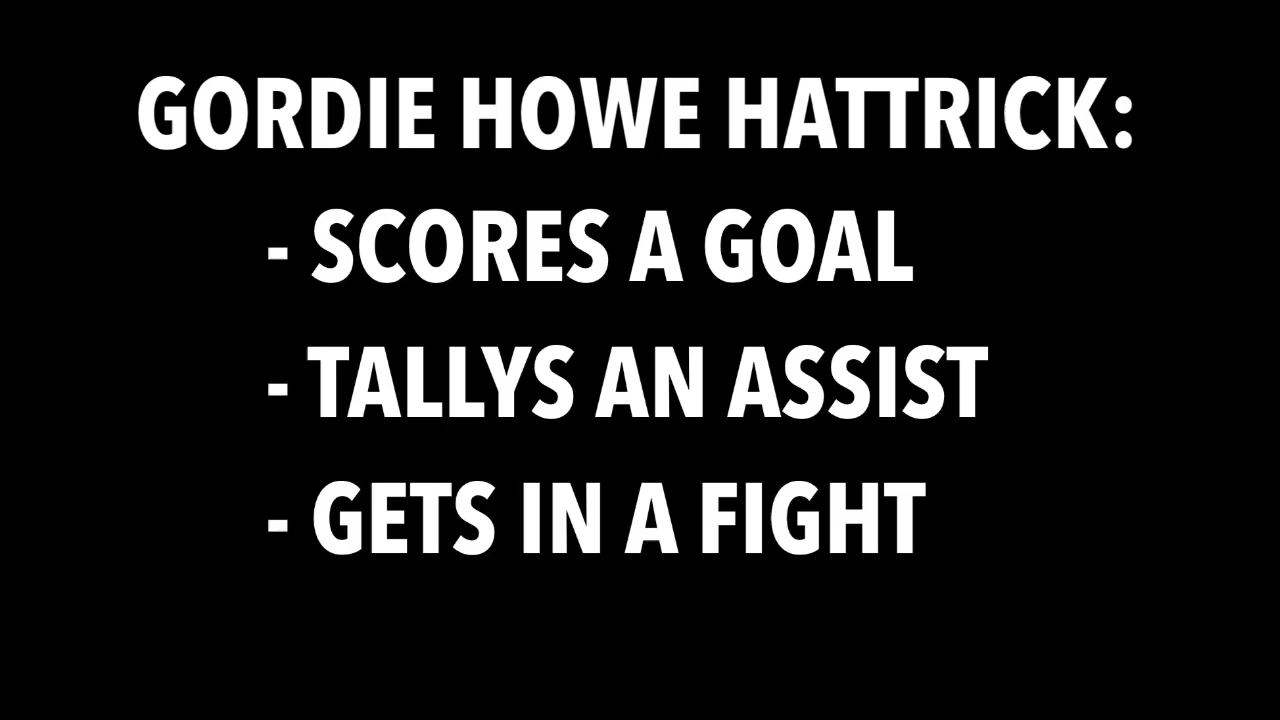 GORDIE HOWE HATTRICK:
- SCORES A GOAL
- TALLYS AN ASSIST
- GETS IN A FIGHT